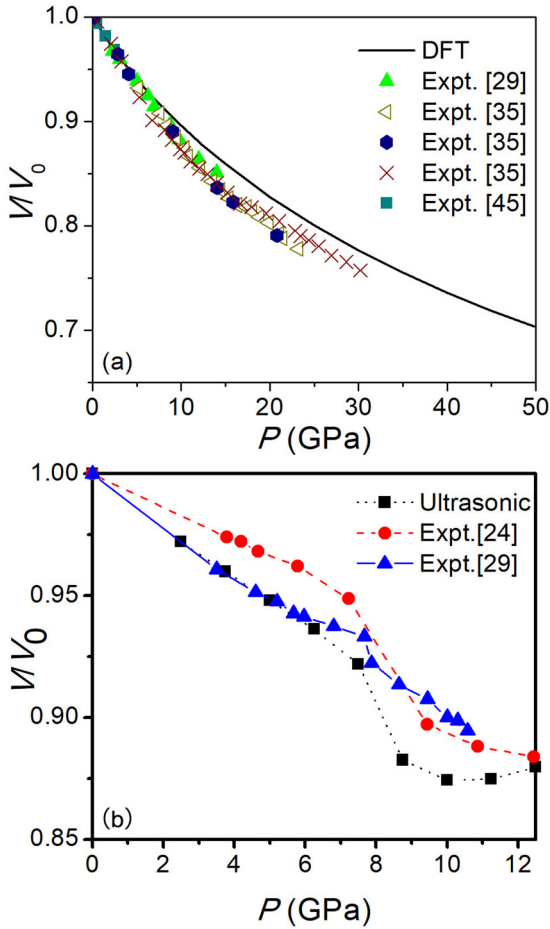 1.0
0.9
0.8
0.7
V/V0
DFT
Expt. [29]
Expt. [35]
Expt. [35]
Expt. [35]
Expt. [45]
(a)
0 10 20 30 40 50
P (GPa)
1.00
0.95
0.90
0.85
V/V0
Ultrasonic
Expt.[24]
Expt.[29]
(b)
0 2 4 6 8 10 12
P (GPa)